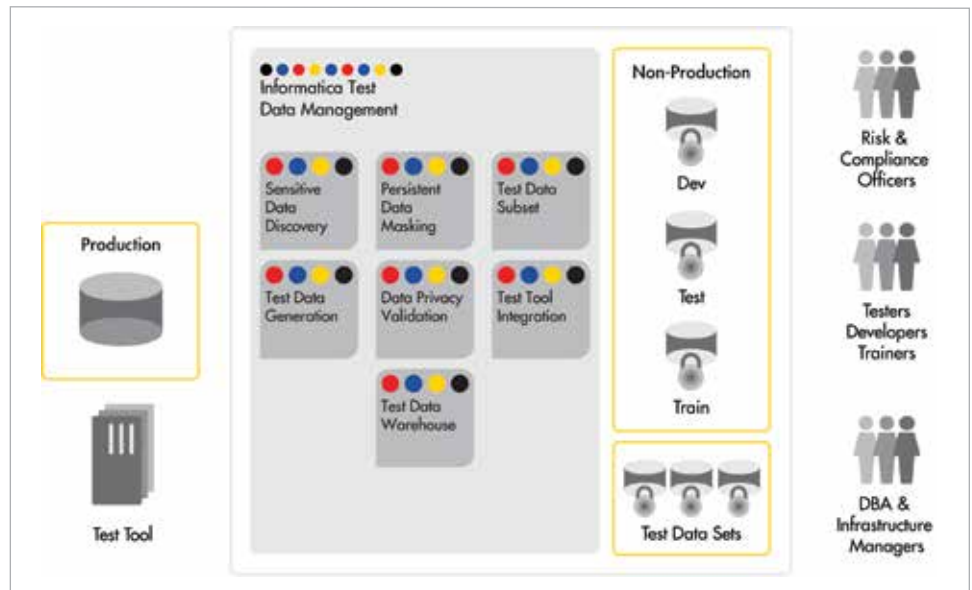 Production
Test Tool
Informatica Test
Data Management
Sensitive
Data
Discovery
Persistent
Data
Masking
Test Data
Subset
Test Data
Generation
Data Privacy
Validation
Test Tool
Integration
Test Data
Warehouse
Non-Production
Dev
Test
Train
Test Data Sets
Risk &
Compliance
Officers
Testers
Developers
Trainers
DBA &
Infrastructure
Managers